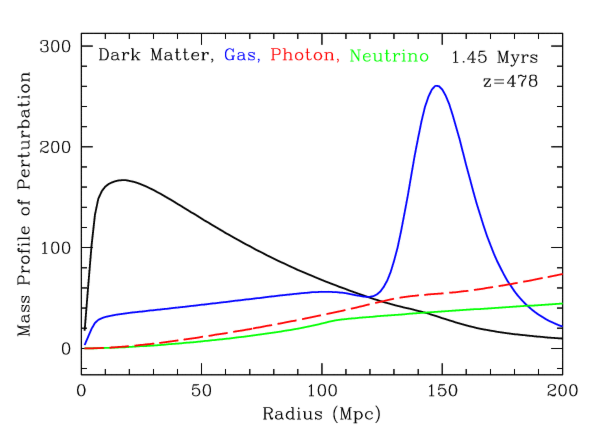 Dark Matter, Gas, Photon, Neutrino 1.45 Myrs
z=478
Mass Profile of Perturbation
300
200
100
0
0 50 100 150 200
Radius (Mpc)